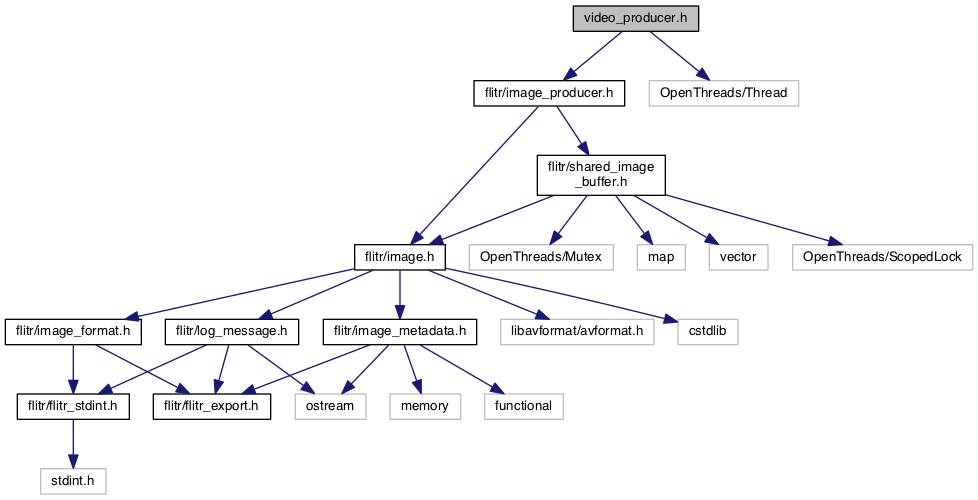 video_producer.h
flitr/image_producer.h
OpenThreads/Thread
flitr/shared_image
_buffer.h
flitr/image.h
OpenThreads/Mutex
map
vector
OpenThreads/ScopedLock
flitr/image_format.h
flitr/log_message.h
flitr/image_metadata.h
libavformat/avformat.h
cstdlib
flitr/flitr_stdint.h
flitr/flitr_export.h
ostream
memory
functional
stdint.h